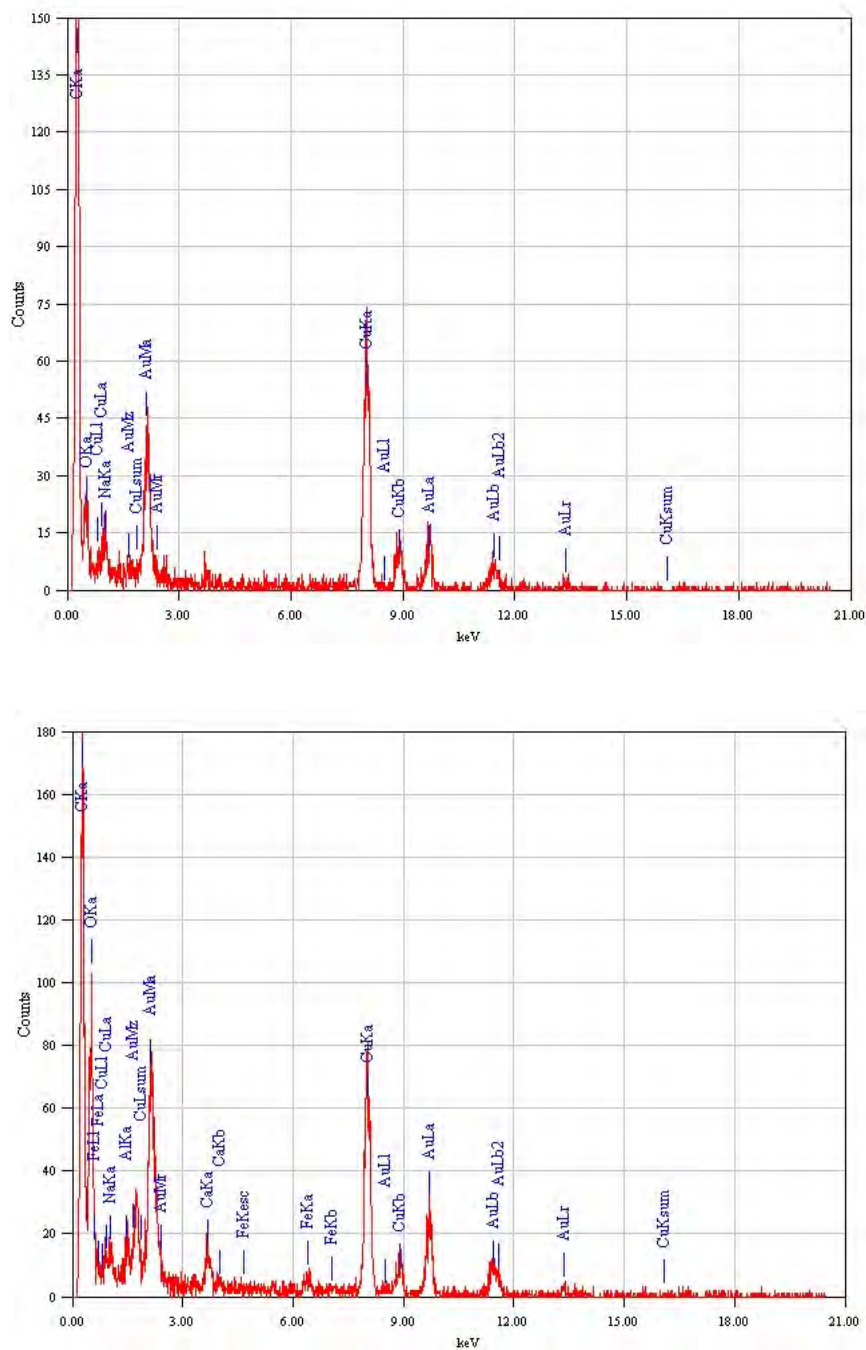 150
135
120
105
90
75
60
45
30
15
0
Counts
CKa
OKa
CuLl
CuLa
NaKa
AuMz
CuLsum
AuMa
AuMr
CuKa
AuLl
CuKb
AuLa
AuLb
AuLb2
AuLr
CuKsum
0.00 3.00 6.00 9.00 12.00 15.00 18.00 21.00
keV
180
160
140
120
100
80
60
40
20
0
Counts
CKa
OKa
FeLl
FeLa
CuLl
CuLa
NaKa
AlKa
AuMz
CuLsum
AuMa
AuMr
CaKa
CaKb
FeKesc
FeKa
FeKb
CuKa
AuLl
CuKb
AuLa
AuLb
AuLb2
AuLr
CuKsum
0.00 3.00 6.00 9.00 12.00 15.00 18.00 21.00
keV